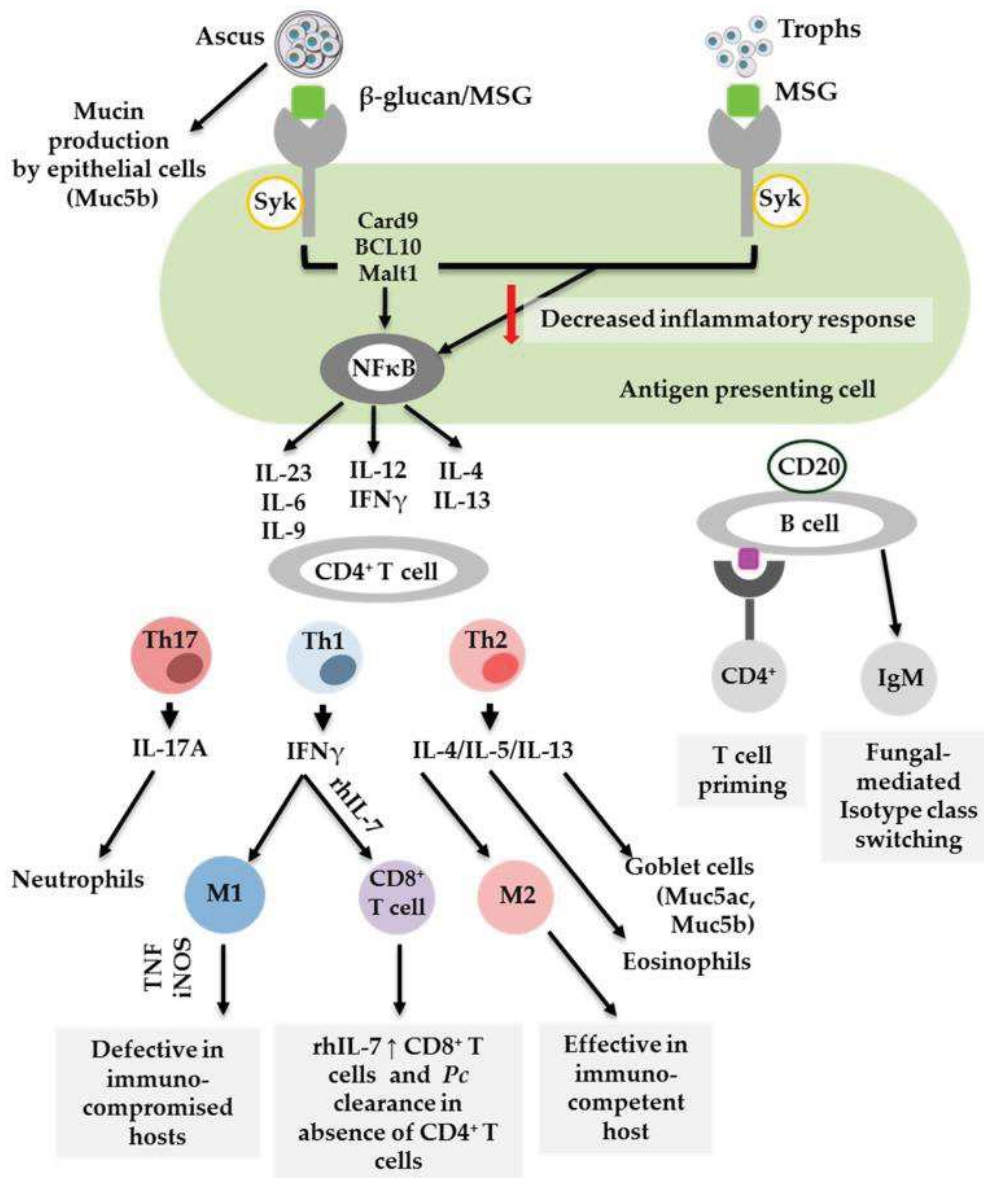 Ascus
Trophs
β-glucan/MSG
MSG
Mucin
production
by epithelial cells
(Muc5b)
Syk
Syk
Card9
BCL10
Malt1
Decreased inflammatory response
NFκB
Antigen presenting cell
IL-23
IL-6
IL-9
IL-12
IFNγ
IL-4
IL-13
CD20
B cell
CD4⁺ T cell
Th17
Th1
Th2
CD4⁺
IgM
IL-17A
IFNγ
IL-4/IL-5/IL-13
T cell
priming
Fungal-
mediated
Isotype class
switching
rhIL-7
Neutrophils
M1
CD8⁺
T cell
M2
Goblet cells
(Muc5ac,
Muc5b)
Eosinophils
TNF
iNOS
Defective in
immuno-
compromised
hosts
rhIL-7 ↑ CD8⁺ T
cells and Pc
clearance in
absence of CD4⁺ T
cells
Effective in
immuno-
competent
host